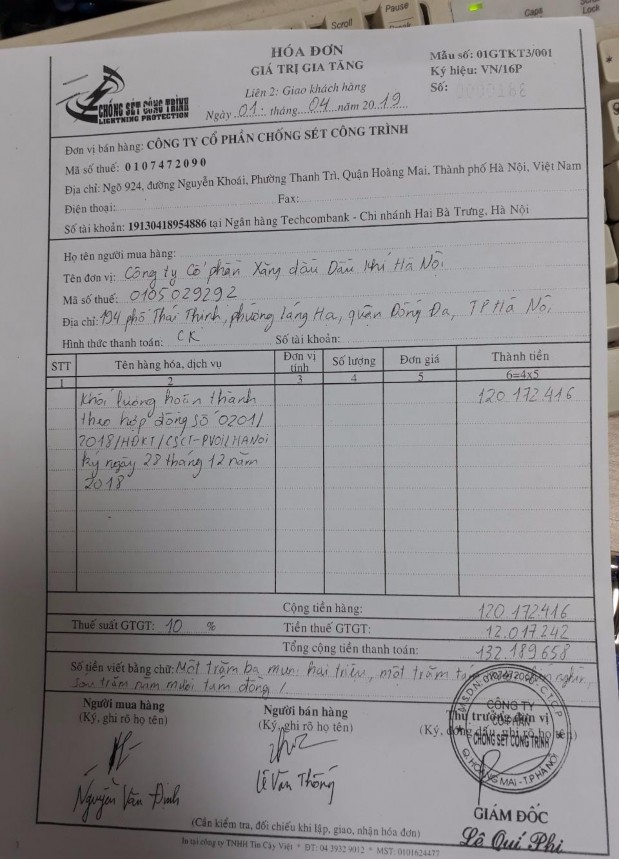 Pause
Scroll
Caps
Lock
HÓA ĐƠN
GIÁ TRỊ GIA TĂNG
Liên 2: Giao khách hàng
Ngày 01 tháng 04 năm 2019
Mẫu số: 01GTKT3/001
Ký hiệu: VN/16P
Số: 0000188
CHỐNG SÉT CÔNG TRÌNH
LIGHTNING PROTECTION
Đơn vị bán hàng: CÔNG TY CỔ PHẦN CHỐNG SÉT CÔNG TRÌNH
Mã số thuế: 0107472090
Địa chỉ: Ngõ 924, đường Nguyễn Khoái, Phường Thanh Trì, Quận Hoàng Mai, Thành phố Hà Nội, Việt Nam
Điện thoại: Fax:
Số tài khoản: 19130418954886 tại Ngân hàng Techcombank - Chi nhánh Hai Bà Trưng, Hà Nội
Họ tên người mua hàng:
Tên đơn vị: Công ty Cổ phần Xăng dầu Dầu Khí Hà Nội
Mã số thuế: 0105029292
Địa chỉ: 194 phố Thái Thịnh, phường Láng Hạ, quận Đống Đa, TP Hà Nội
Hình thức thanh toán: CK Số tài khoản:
STT Tên hàng hóa, dịch vụ Đơn vị tính Số lượng Đơn giá Thành tiền
1 2 3 4 5 6=4x5
Khối lượng hoàn thành 120.172.416
theo hợp đồng số 0201/
2018/HĐKT/CSCT-PVOIL/HANOI
ký ngày 28 tháng 12 năm
2018
Cộng tiền hàng: 120.172.416
Thuế suất GTGT: 10 % Tiền thuế GTGT: 12.017.242
Tổng cộng tiền thanh toán: 132.189.658
Số tiền viết bằng chữ: Một trăm ba mươi hai triệu, một trăm nghìn,
sáu trăm năm mươi tám đồng /.
Người mua hàng Người bán hàng Thủ trưởng đơn vị
(Ký, ghi rõ họ tên) (Ký, ghi rõ họ tên) (Ký, đóng dấu, ghi rõ họ tên)
CÔNG TY
CỔ PHẦN
CHỐNG SÉT CÔNG TRÌNH
Q. HOÀNG MAI - T.P HÀ NỘI
Nguyễn Văn Định
Lê Văn Thống
GIÁM ĐỐC
Lê Quí Phi
(Cần kiểm tra, đối chiếu khi lập, giao, nhận hóa đơn)
In tại công ty TNHH Tin Cậy Việt * ĐT: 04 2932 9012 * MST: 0101624477